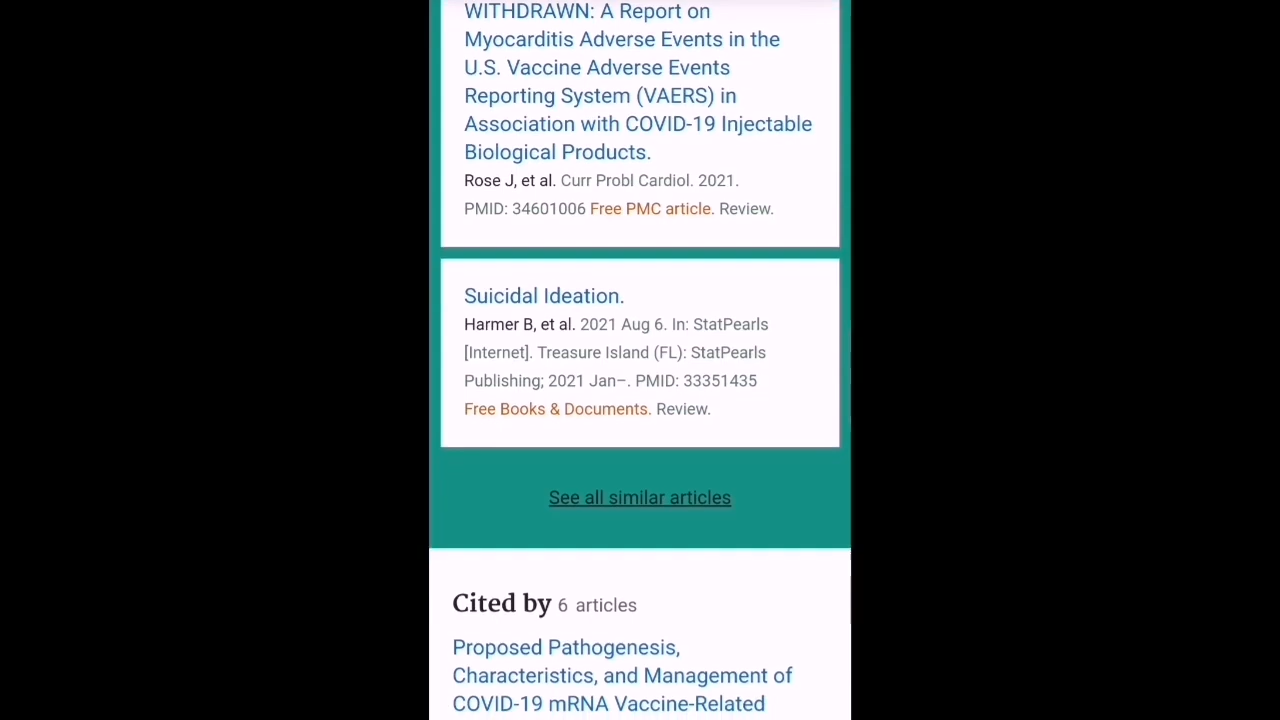 WITHDRAWN: A Report on
Myocarditis Adverse Events in the
U.S. Vaccine Adverse Events
Reporting System (VAERS) in
Association with COVID-19 Injectable
Biological Products.
Rose J, et al. Curr Probl Cardiol. 2021.
PMID: 34601006 Free PMC article. Review.
Suicidal Ideation.
Harmer B, et al. 2021 Aug 6. In: StatPearls
[Internet]. Treasure Island (FL): StatPearls
Publishing; 2021 Jan–. PMID: 33351435
Free Books & Documents. Review.
See all similar articles
Cited by 6 articles
Proposed Pathogenesis,
Characteristics, and Management of
COVID-19 mRNA Vaccine-Related